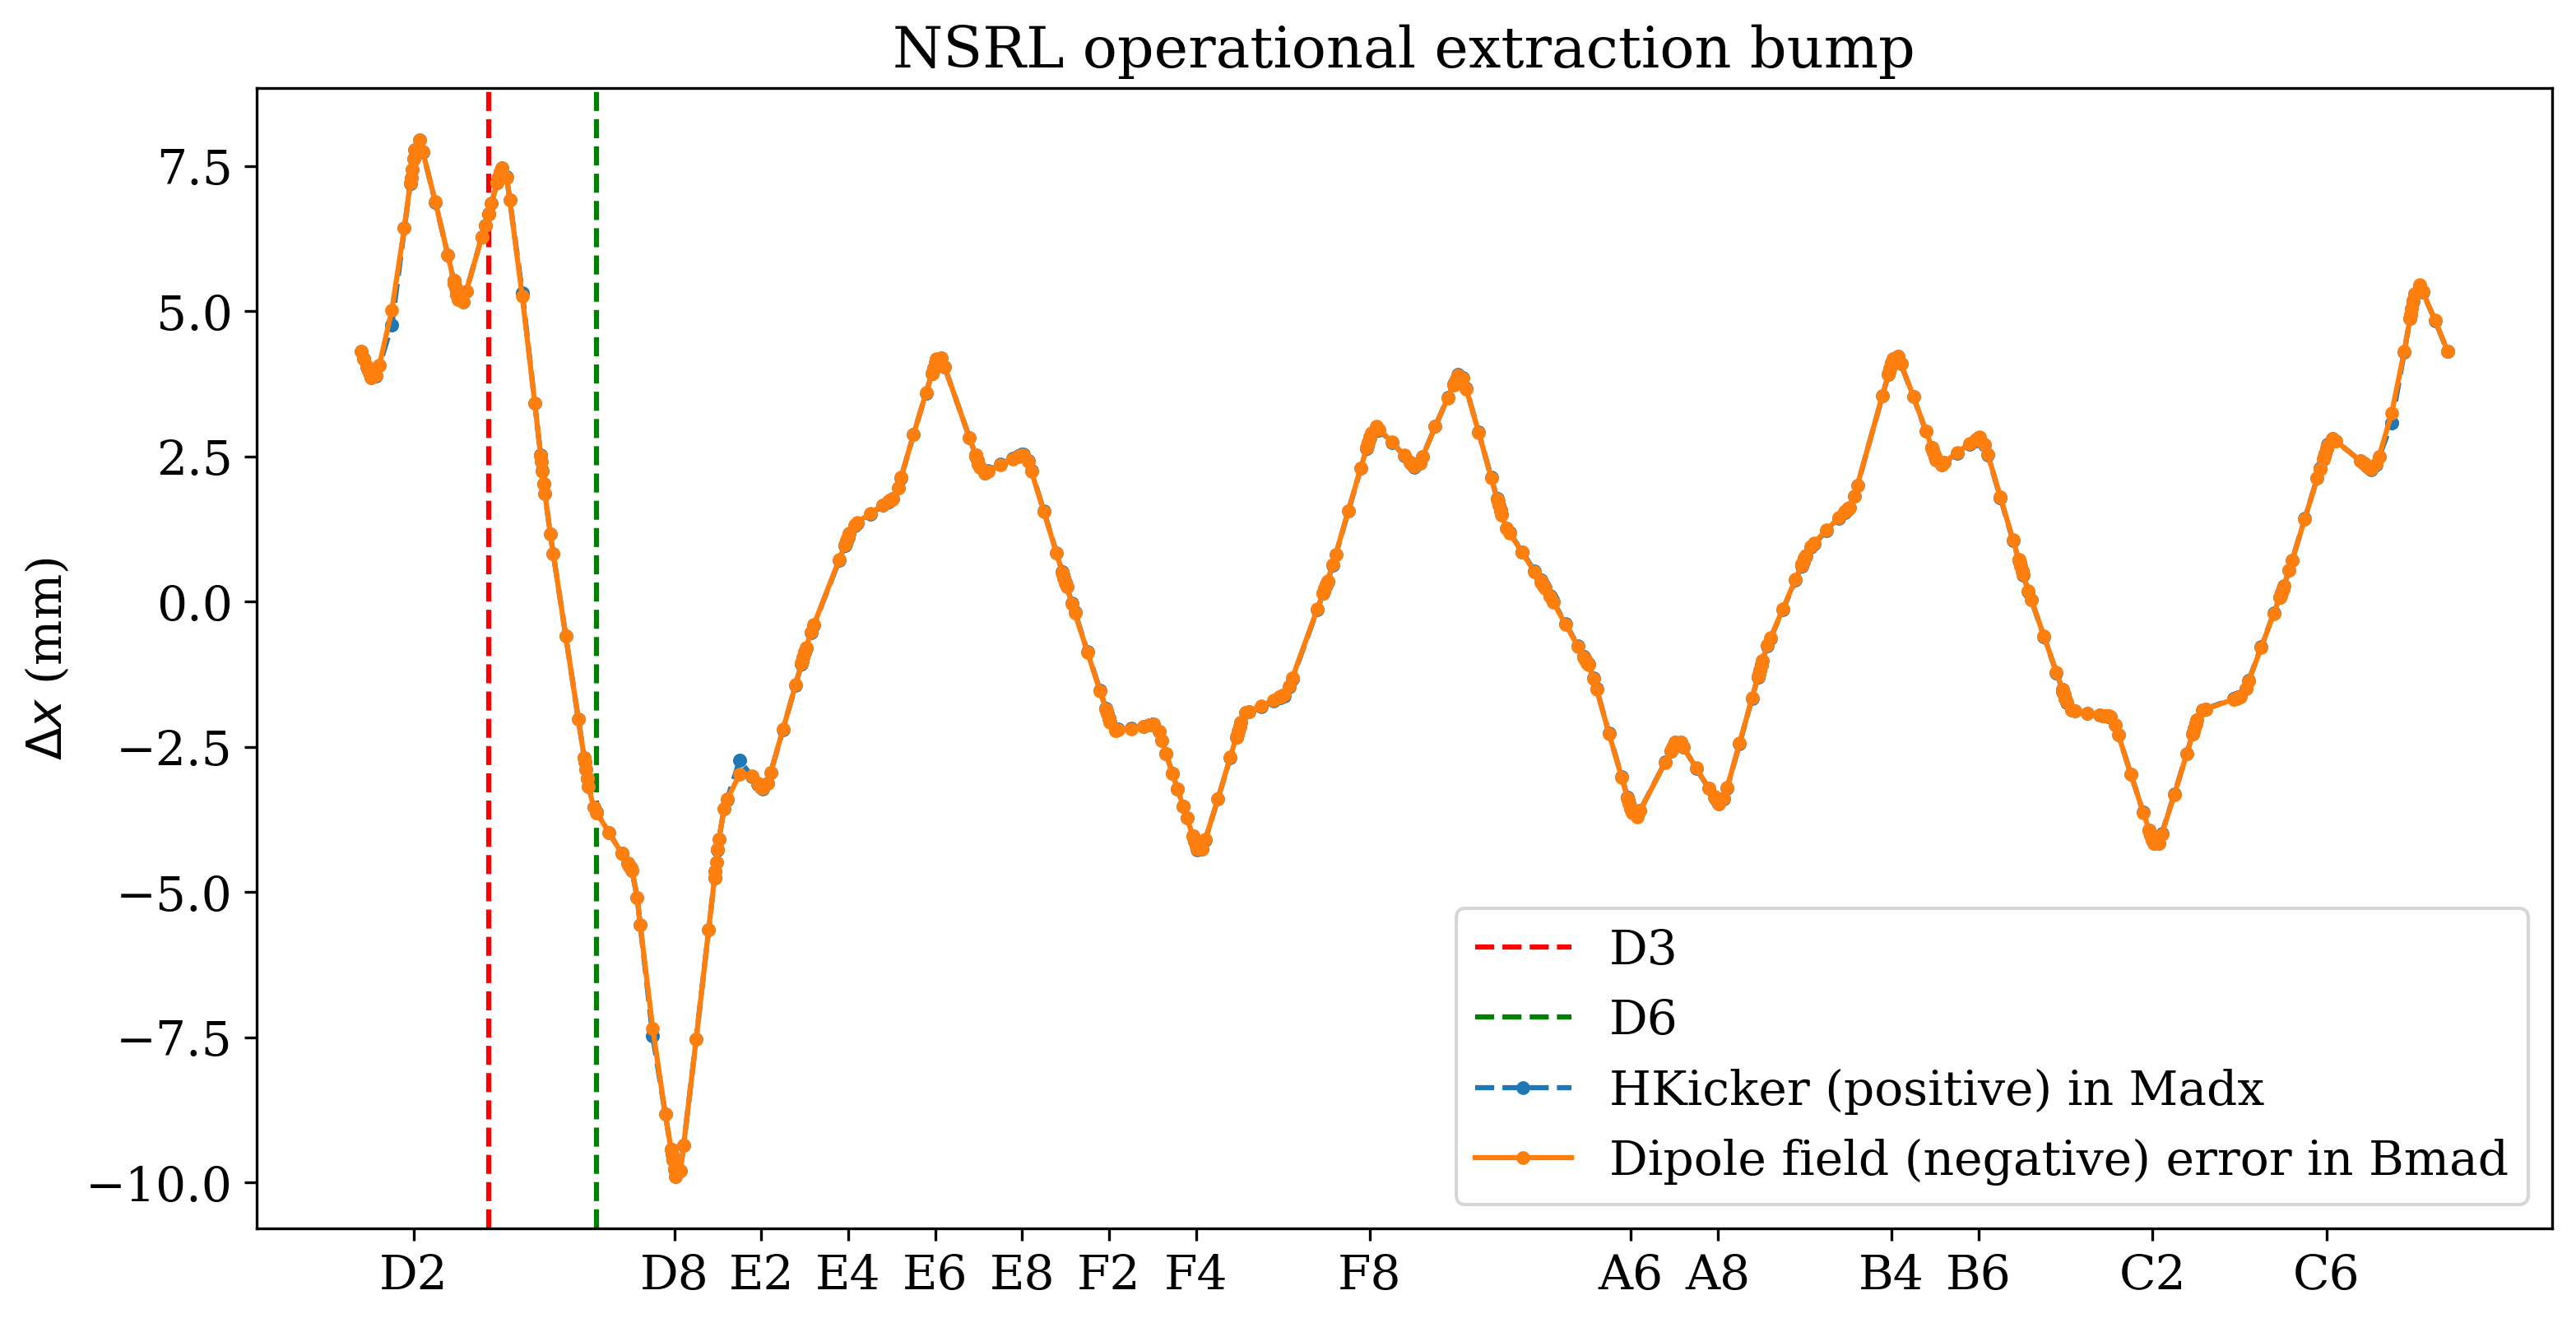 NSRL operational extraction bump
Δx (mm)
7.5
5.0
2.5
0.0
−2.5
−5.0
−7.5
−10.0
D2 D8 E2 E4 E6 E8 F2 F4 F8 A6 A8 B4 B6 C2 C6
D3
D6
HKicker (positive) in Madx
Dipole field (negative) error in Bmad